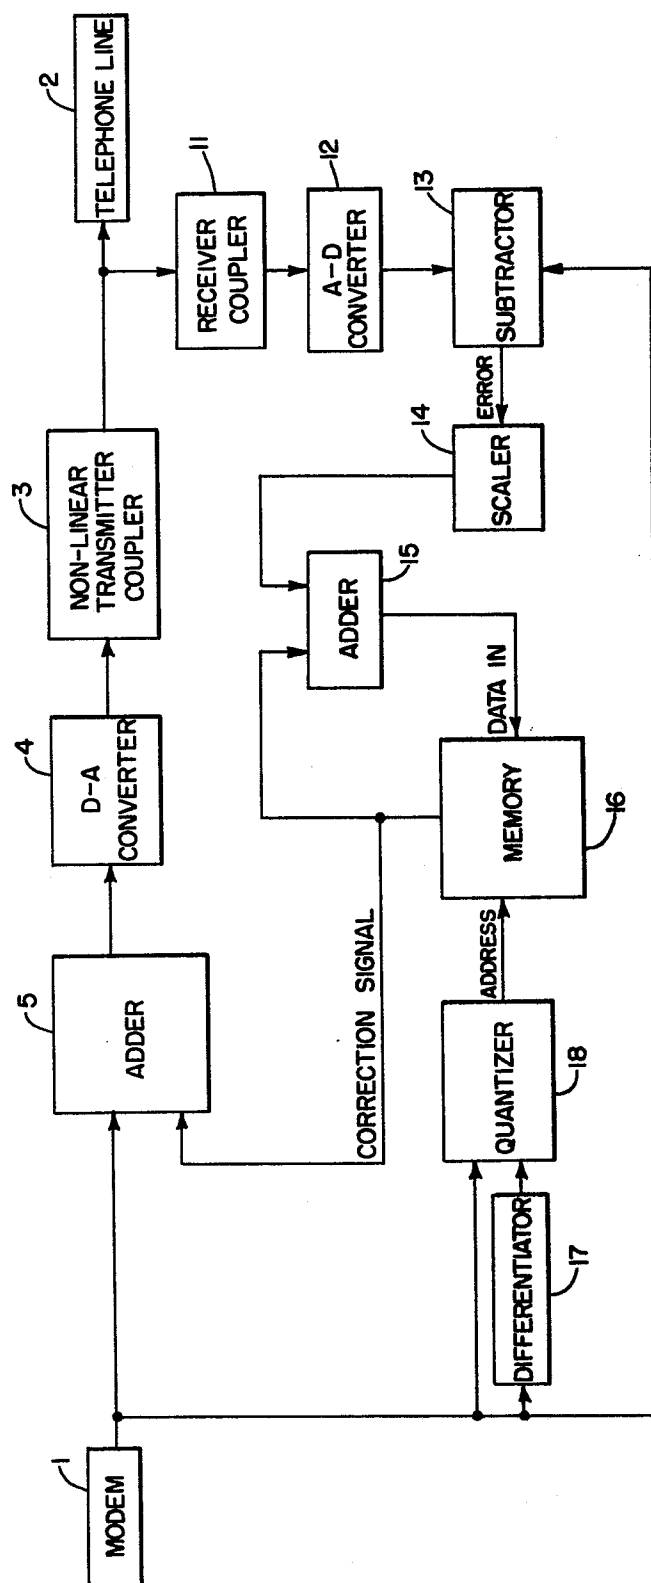 1
MODEM
5
ADDER
4
D-A
CONVERTER
3
NON-LINEAR
TRANSMITTER
COUPLER
2
TELEPHONE LINE
11
RECEIVER
COUPLER
12
A-D
CONVERTER
13
SUBTRACTOR
ERROR
14
SCALER
15
ADDER
DATA IN
CORRECTION SIGNAL
MEMORY
16
ADDRESS
QUANTIZER
18
DIFFERENTIATOR
17